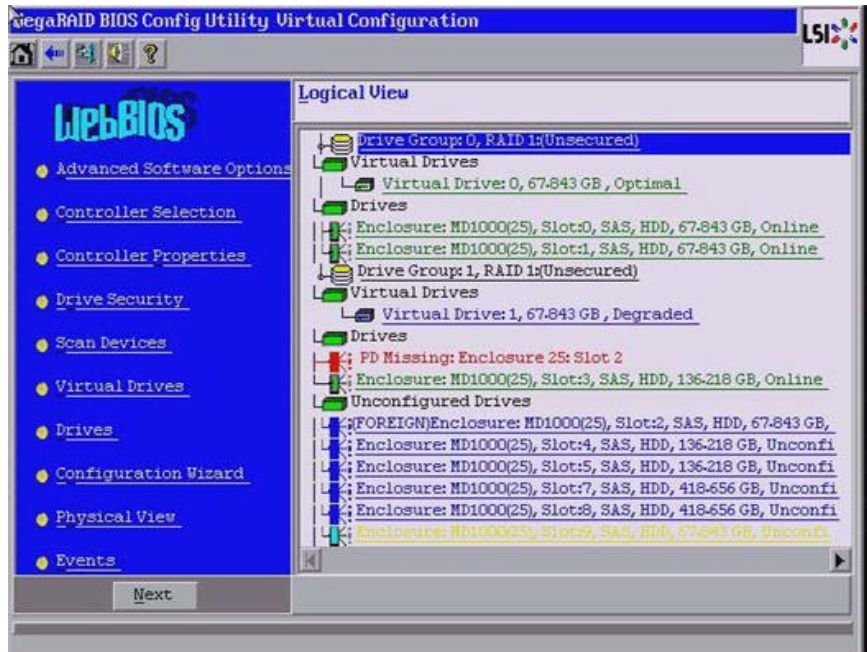 MegaRAID BIOS Config Utility Virtual Configuration
LSI
?
WebBIOS
Advanced Software Options
Controller Selection
Controller Properties
Drive Security
Scan Devices
Virtual Drives
Drives
Configuration Wizard
Physical View
Events
Next
Logical View
Drive Group: 0, RAID 1:(Unsecured)
Virtual Drives
Virtual Drive: 0, 67.843 GB , Optimal
Drives
Enclosure: MD1000(25), Slot:0, SAS, HDD, 67.843 GB, Online
Enclosure: MD1000(25), Slot:1, SAS, HDD, 67.843 GB, Online
Drive Group: 1, RAID 1:(Unsecured)
Virtual Drives
Virtual Drive: 1, 67.843 GB , Degraded
Drives
PD Missing: Enclosure 25: Slot 2
Enclosure: MD1000(25), Slot:3, SAS, HDD, 136.218 GB, Online
Unconfigured Drives
(FOREIGN)Enclosure: MD1000(25), Slot:2, SAS, HDD, 67.843 GB,
Enclosure: MD1000(25), Slot:4, SAS, HDD, 136.218 GB, Unconfi
Enclosure: MD1000(25), Slot:5, SAS, HDD, 136.218 GB, Unconfi
Enclosure: MD1000(25), Slot:7, SAS, HDD, 418.656 GB, Unconfi
Enclosure: MD1000(25), Slot:8, SAS, HDD, 418.656 GB, Unconfi
Enclosure: MD1000(25), Slot:9, SAS, HDD, 67.843 GB, Unconfi